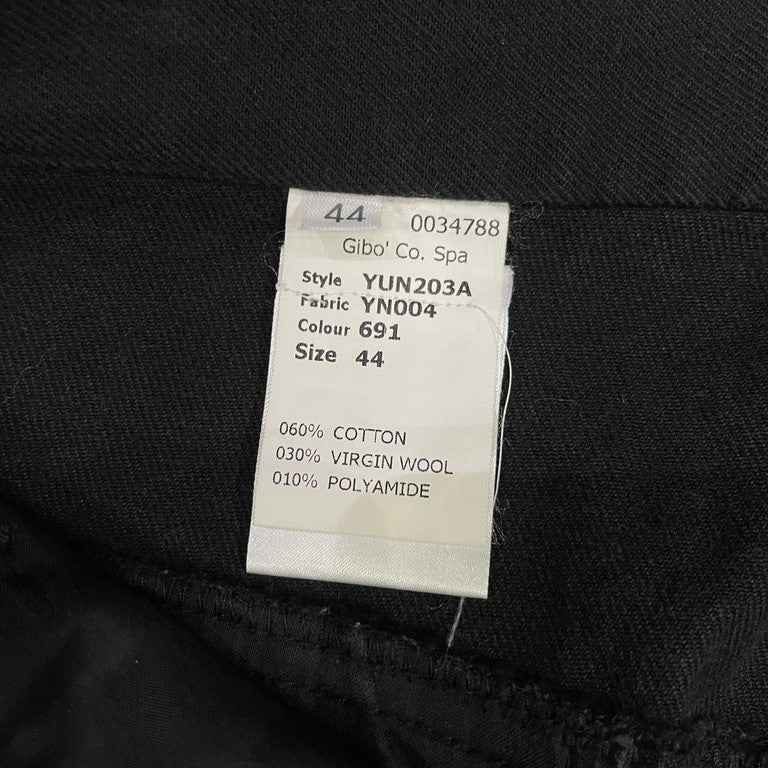 44 0034788
Gibo' Co. Spa
Style YUN203A
Fabric YN004
Colour 691
Size 44
060% COTTON
030% VIRGIN WOOL
010% POLYAMIDE